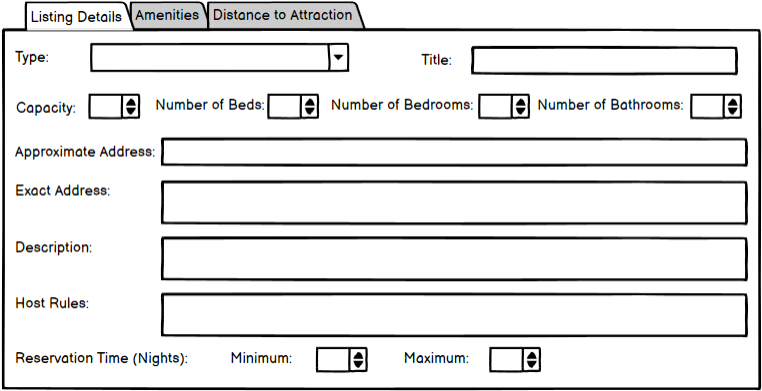 Listing Details Amenities Distance to Attraction
Type: Title:
Capacity: Number of Beds: Number of Bedrooms: Number of Bathrooms:
Approximate Address:
Exact Address:
Description:
Host Rules:
Reservation Time (Nights): Minimum: Maximum: